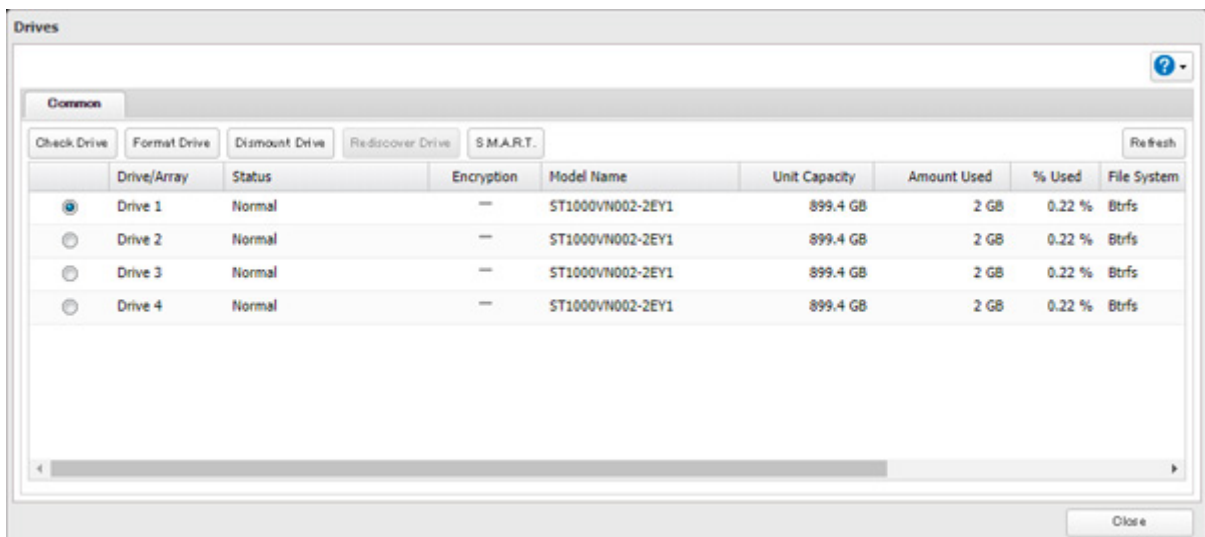 Drives
?
Common
Check Drive Format Drive Dismount Drive Rediscover Drive S.M.A.R.T. Refresh
Drive/Array Status Encryption Model Name Unit Capacity Amount Used % Used File System
Drive 1 Normal — ST1000VN002-2EY1 899.4 GB 2 GB 0.22 % Btrfs
Drive 2 Normal — ST1000VN002-2EY1 899.4 GB 2 GB 0.22 % Btrfs
Drive 3 Normal — ST1000VN002-2EY1 899.4 GB 2 GB 0.22 % Btrfs
Drive 4 Normal — ST1000VN002-2EY1 899.4 GB 2 GB 0.22 % Btrfs
Close